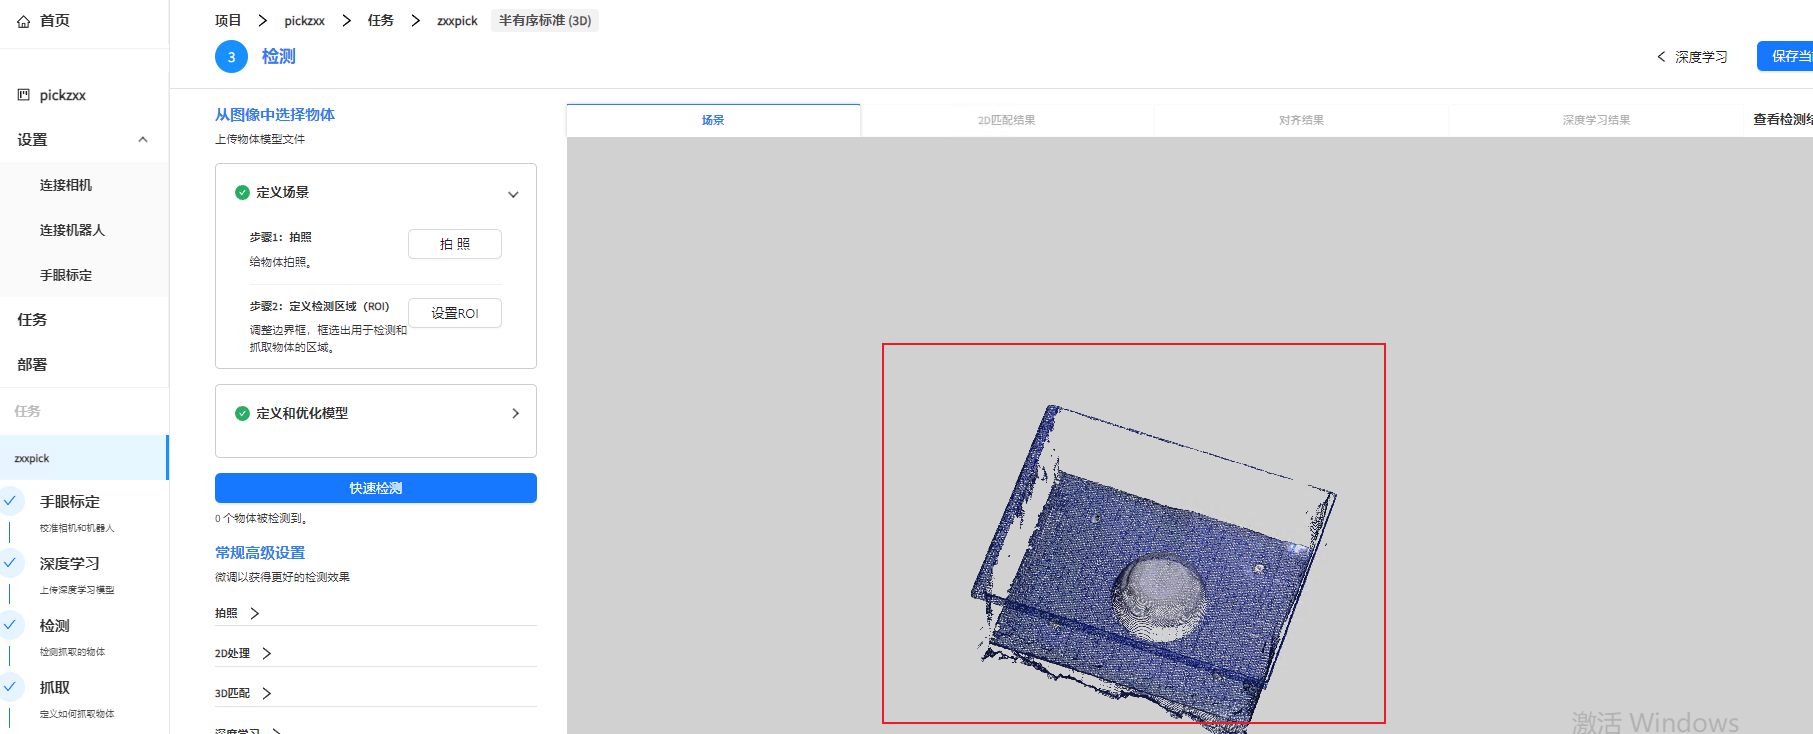 首页
pickzxx
设置
连接相机
连接机器人
手眼标定
任务
部署
任务
zxxpick
手眼标定
校准相机和机器人
深度学习
上传深度学习模型
检测
检测抓取的物体
抓取
定义如何抓取物体
项目 > pickzxx > 任务 > zxxpick 半有序标准 (3D)
3 检测
< 深度学习
保存当
从图像中选择物体
上传物体模型文件
定义场景
步骤1：拍照
拍 照
给物体拍照。
步骤2：定义检测区域（ROI）
设置ROI
调整边界框，框选出用于检测和
抓取物体的区域。
定义和优化模型
快速检测
0 个物体被检测到。
常规高级设置
微调以获得更好的检测效果
拍照 >
2D处理 >
3D匹配 >
深度学习 >
场景
2D匹配结果
对齐结果
深度学习结果
查看检测结
激活 Windows